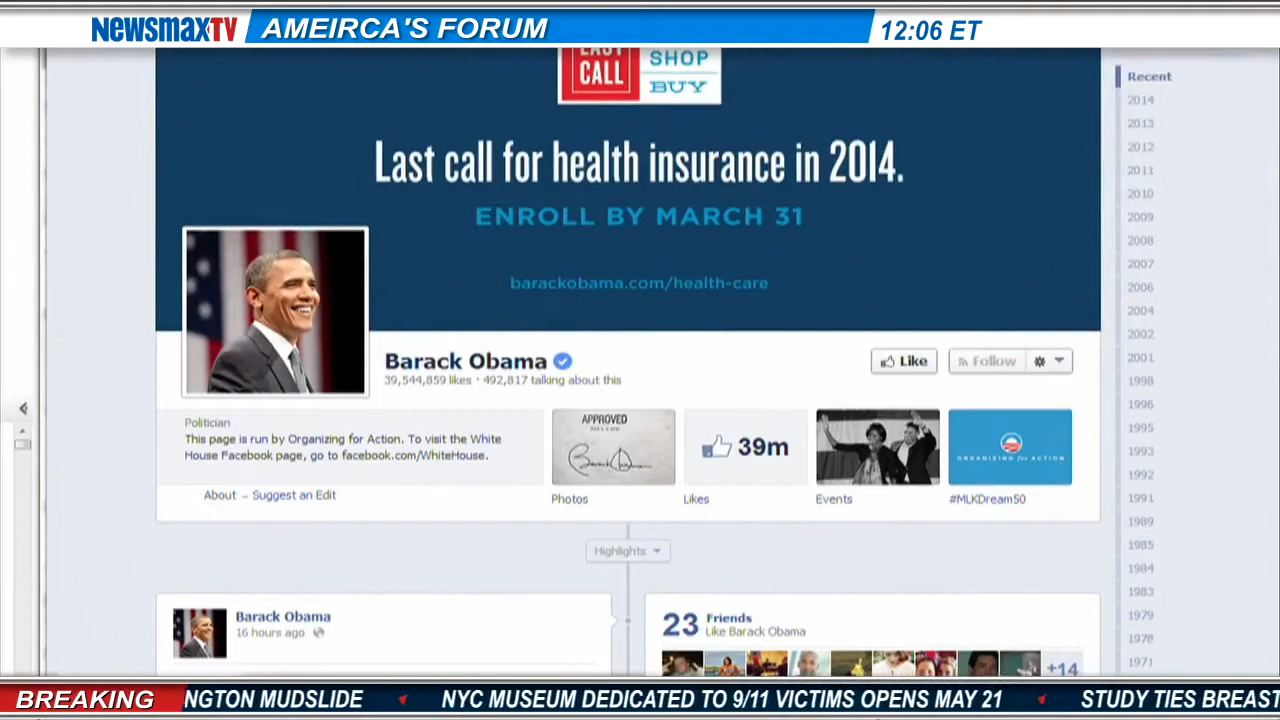 NEWSMAXTV AMEIRCA'S FORUM 12:06 ET
LAST CALL
SHOP
BUY
Last call for health insurance in 2014.
ENROLL BY MARCH 31
barackobama.com/health-care
Barack Obama
39,544,859 likes · 492,817 talking about this
Like
Follow
Politician
This page is run by Organizing for Action. To visit the White
House Facebook page, go to facebook.com/WhiteHouse.
About – Suggest an Edit
APPROVED
Barack Obama
Photos
39m
Likes
Events
ORGANIZING for ACTION
#MLKDream50
Highlights
Barack Obama
16 hours ago
23 Friends
Like Barack Obama
+14
Recent
2014
2013
2012
2011
2010
2009
2008
2007
2006
2004
2002
2001
1998
1996
1995
1993
1992
1991
1989
1985
1984
1983
1979
1978
1971
BREAKING NGTON MUDSLIDE NYC MUSEUM DEDICATED TO 9/11 VICTIMS OPENS MAY 21 STUDY TIES BREAST